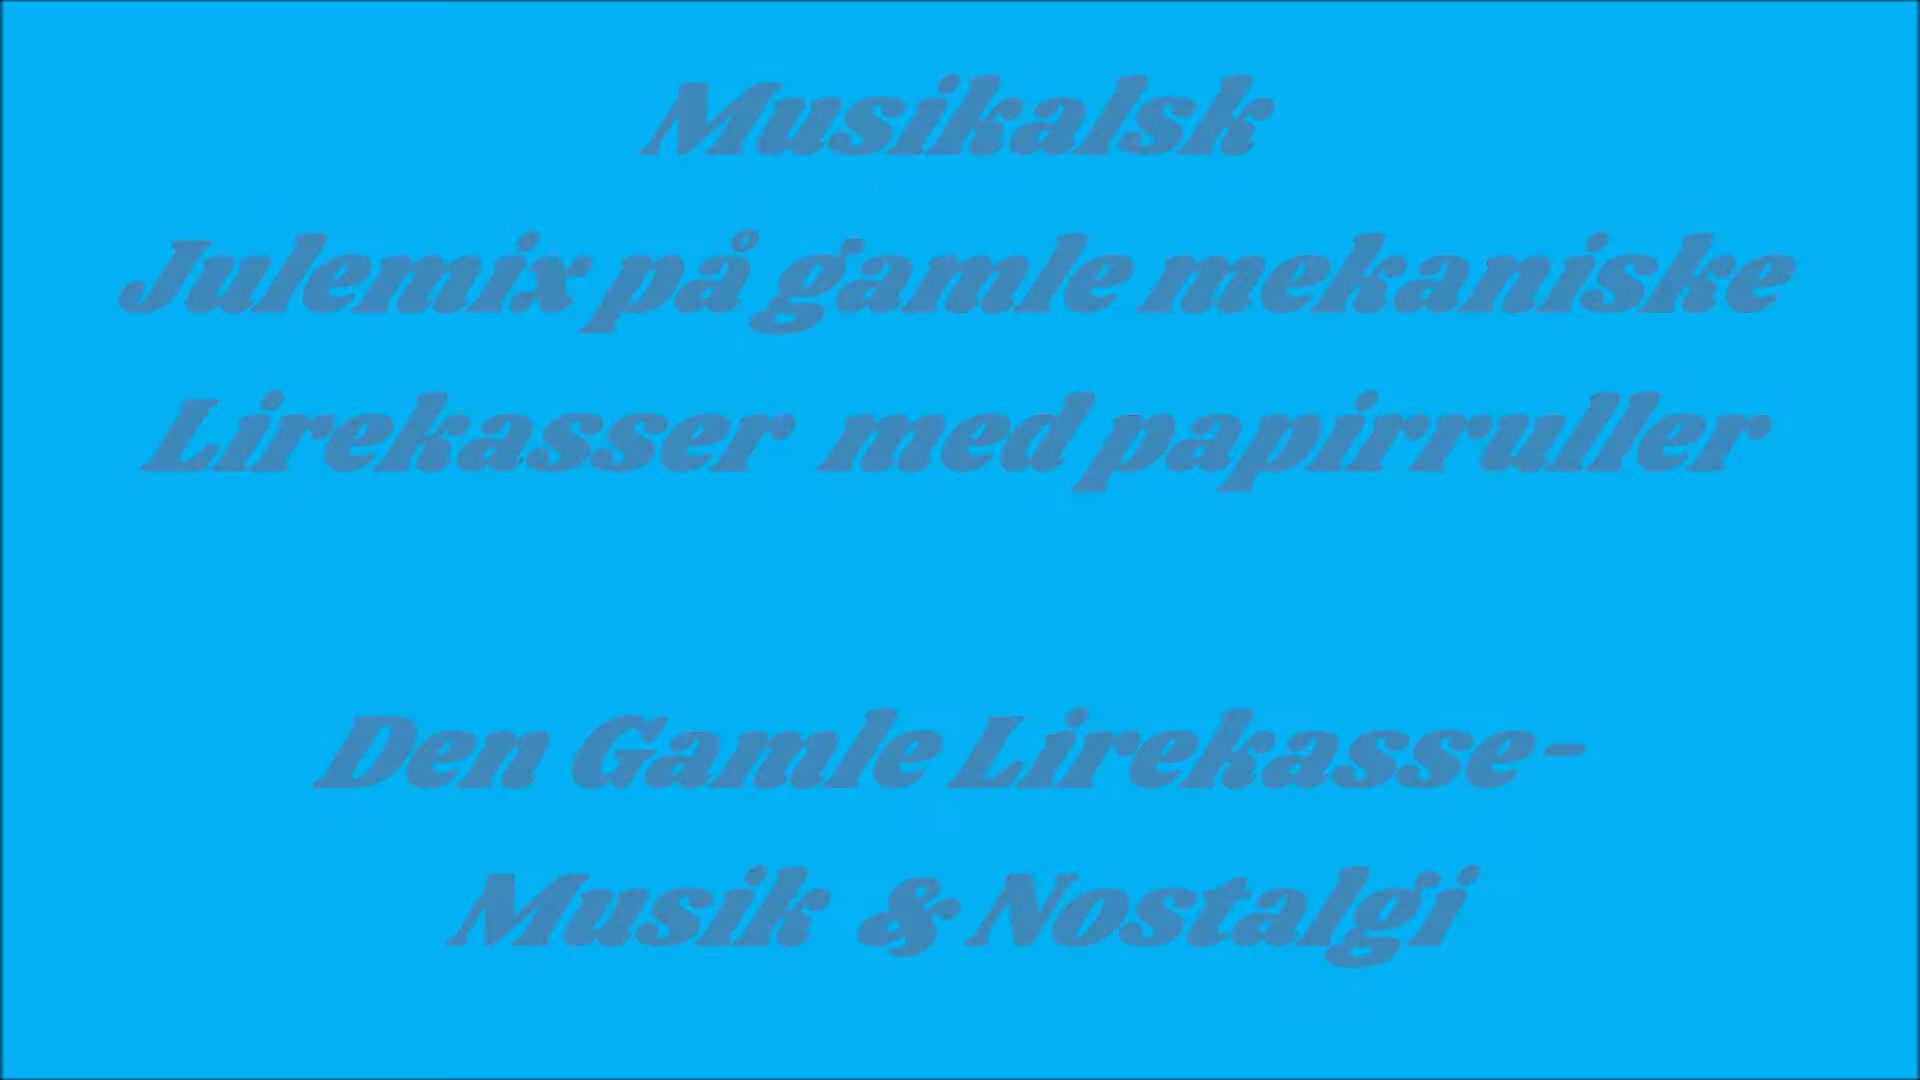 Musikalsk
Julemix på gamle mekaniske
Lirekasser med papirruller
Den Gamle Lirekasse-
Musik & Nostalgi